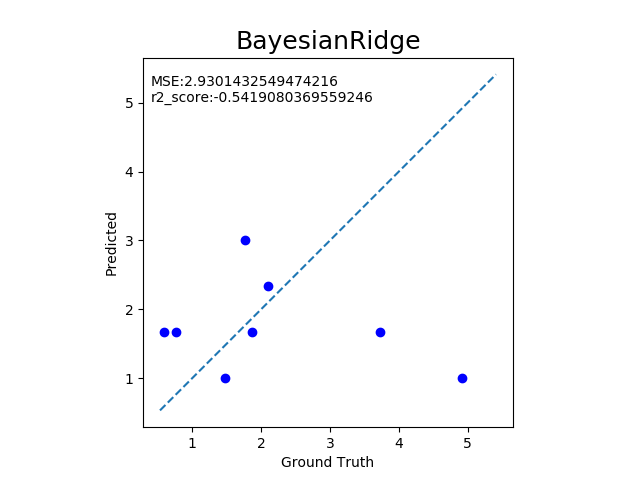 BayesianRidge
MSE:2.9301432549474216
r2_score:-0.5419080369559246
5
4
3
2
1
Predicted
1 2 3 4 5
Ground Truth